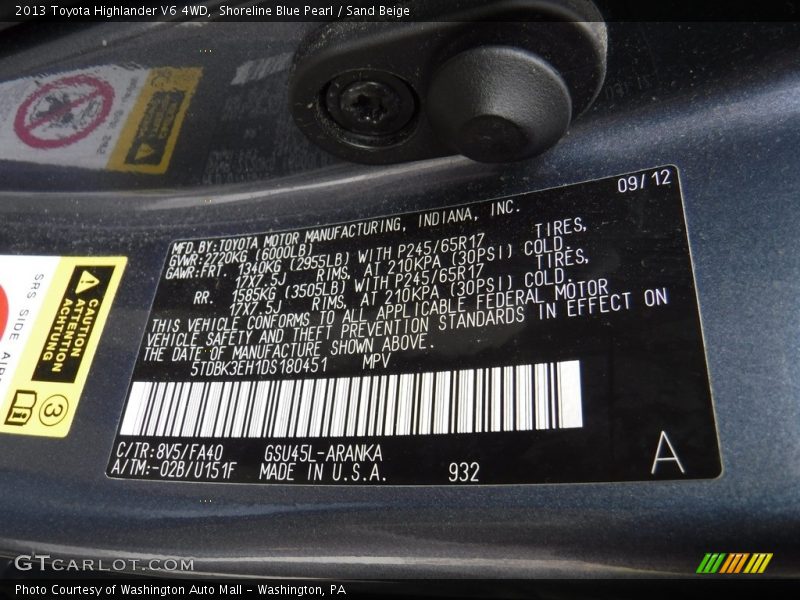 2013 Toyota Highlander V6 4WD, Shoreline Blue Pearl / Sand Beige
09/12
MFD.BY:TOYOTA MOTOR MANUFACTURING, INDIANA, INC.
GVWR:2720KG (6000LB)
GAWR:FRT. 1340KG (2955LB) WITH P245/65R17 TIRES,
17X7.5J RIMS, AT 210KPA (30PSI) COLD.
RR. 1585KG (3505LB) WITH P245/65R17 TIRES,
17X7.5J RIMS, AT 210KPA (30PSI) COLD.
THIS VEHICLE CONFORMS TO ALL APPLICABLE FEDERAL MOTOR
VEHICLE SAFETY AND THEFT PREVENTION STANDARDS IN EFFECT ON
THE DATE OF MANUFACTURE SHOWN ABOVE.
5TDBK3EH1DS180451 MPV
C/TR:8V5/FA40 GSU45L-ARANKA
A/TM:-02B/U151F MADE IN U.S.A. 932
A
SRS SIDE
CAUTION
ATTENTION
ACHTUNG
3
GTCARLOT.COM
Photo Courtesy of Washington Auto Mall - Washington, PA